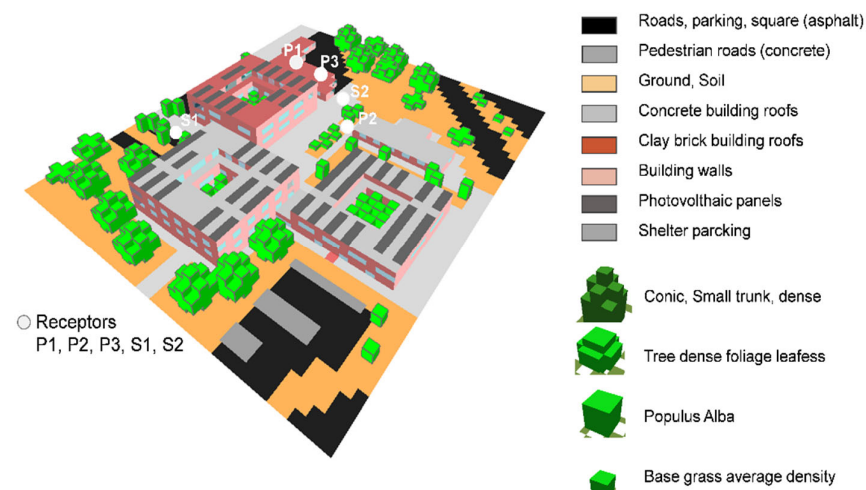 P1
P3
S2
S1
P2
Receptors
P1, P2, P3, S1, S2
Roads, parking, square (asphalt)
Pedestrian roads (concrete)
Ground, Soil
Concrete building roofs
Clay brick building roofs
Building walls
Photovolthaic panels
Shelter parcking
Conic, Small trunk, dense
Tree dense foliage leafess
Populus Alba
Base grass average density